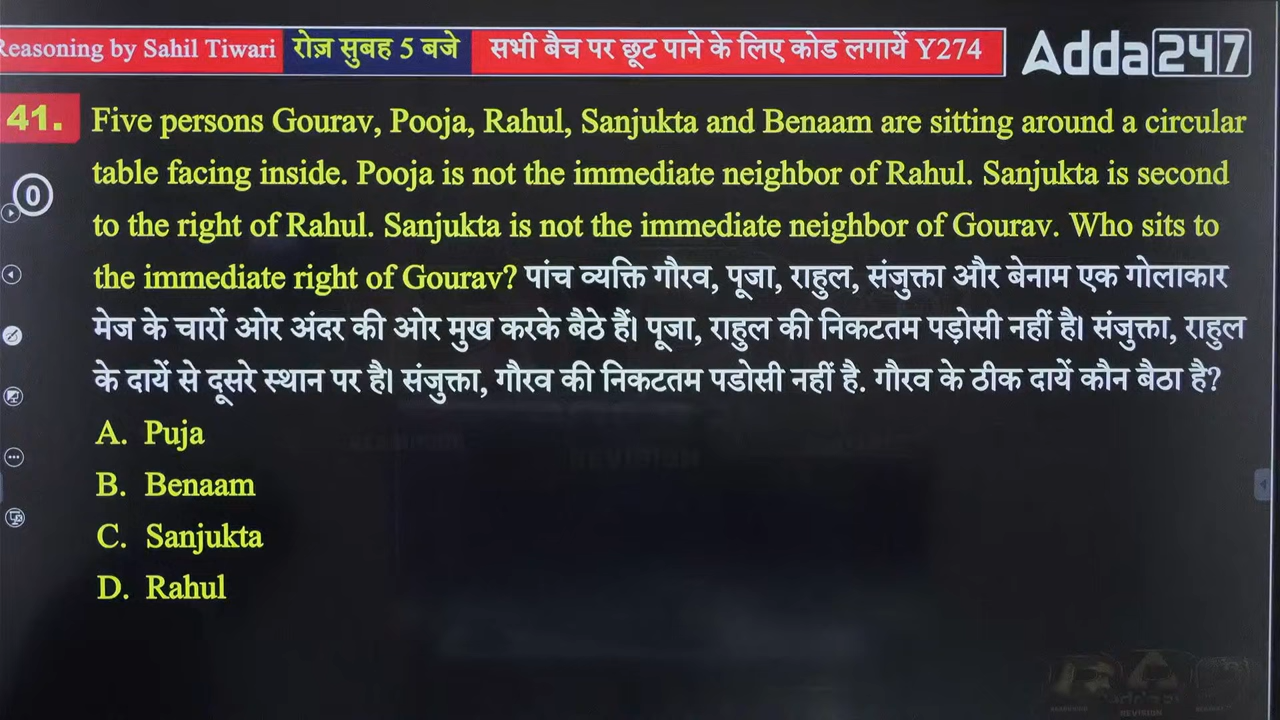 Reasoning by Sahil Tiwari रोज़ सुबह 5 बजे सभी बैच पर छूट पाने के लिए कोड लगायें Y274 Adda247
41. Five persons Gourav, Pooja, Rahul, Sanjukta and Benaam are sitting around a circular
0
table facing inside. Pooja is not the immediate neighbor of Rahul. Sanjukta is second
to the right of Rahul. Sanjukta is not the immediate neighbor of Gourav. Who sits to
the immediate right of Gourav? पांच व्यक्ति गौरव, पूजा, राहुल, संजुक्ता और बेनाम एक गोलाकार
मेज के चारों ओर अंदर की ओर मुख करके बैठे हैं। पूजा, राहुल की निकटतम पड़ोसी नहीं है। संजुक्ता, राहुल
के दायें से दूसरे स्थान पर है। संजुक्ता, गौरव की निकटतम पडोसी नहीं है. गौरव के ठीक दायें कौन बैठा है?
A. Puja
B. Benaam
C. Sanjukta
D. Rahul
REVISION